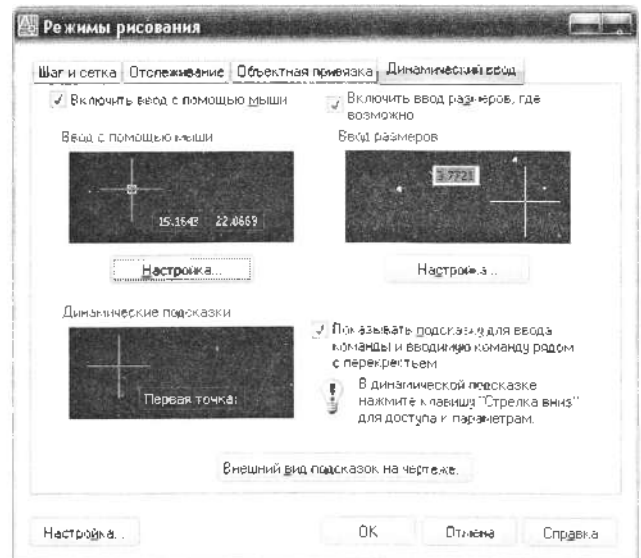 Режимы рисования
Шаг и сетка Отслеживание Объектная привязка Динамический ввод
Включить ввод с помощью мыши
Включить ввод размеров, где
возможно
Ввод с помощью мыши
Ввод размеров
15.1643 22.0669
3.7721
Настройка...
Настройка...
Динамические подсказки
Первая точка:
Показывать подсказку для ввода
команды и вводимую команду рядом
с перекрестьем
В динамической подсказке
нажмите клавишу "Стрелка вниз"
для доступа к параметрам.
Внешний вид подсказок на чертеже...
Настройка...
OK Отмена Справка